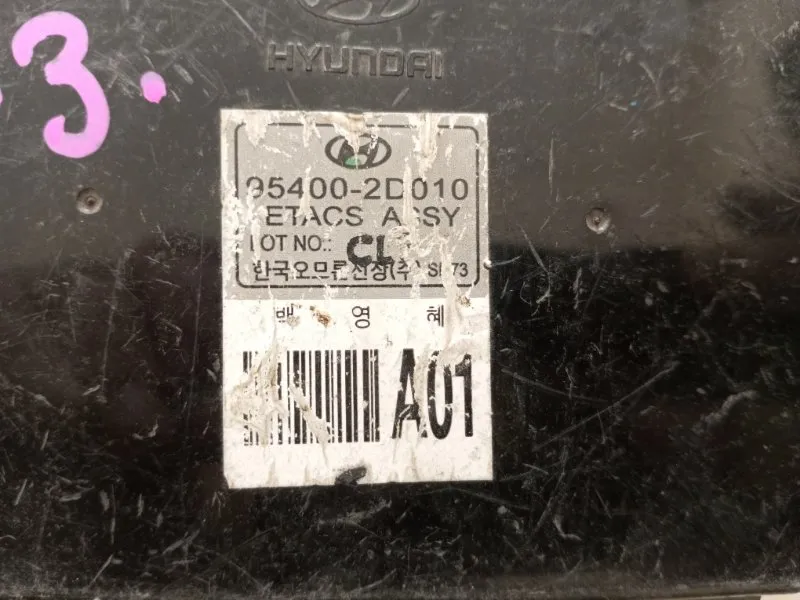 3.
HYUNDAI
95400-2D010
ETACS ASSY
LOT NO.: CL
한국오므론전장(주)
백 영 혜
A01